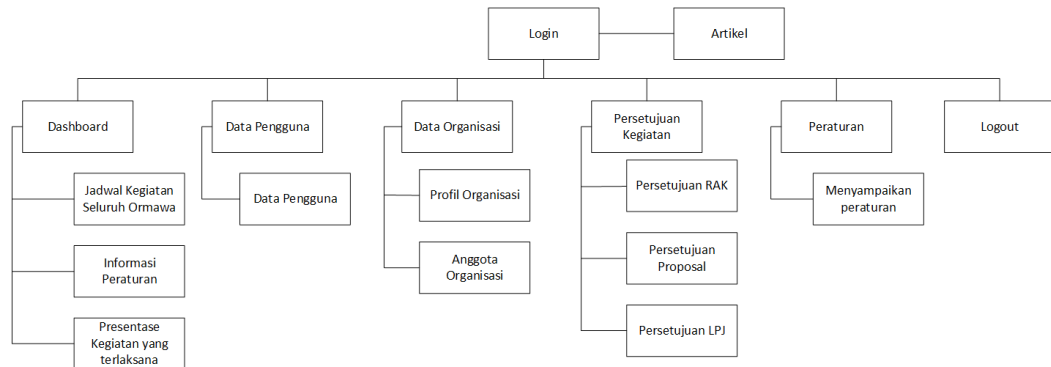 Login
Artikel
Dashboard
Data Pengguna
Data Organisasi
Persetujuan
Kegiatan
Peraturan
Logout
Jadwal Kegiatan
Seluruh Ormawa
Data Pengguna
Profil Organisasi
Persetujuan RAK
Menyampaikan
peraturan
Informasi
Peraturan
Anggota
Organisasi
Persetujuan
Proposal
Presentase
Kegiatan yang
terlaksana
Persetujuan LPJ